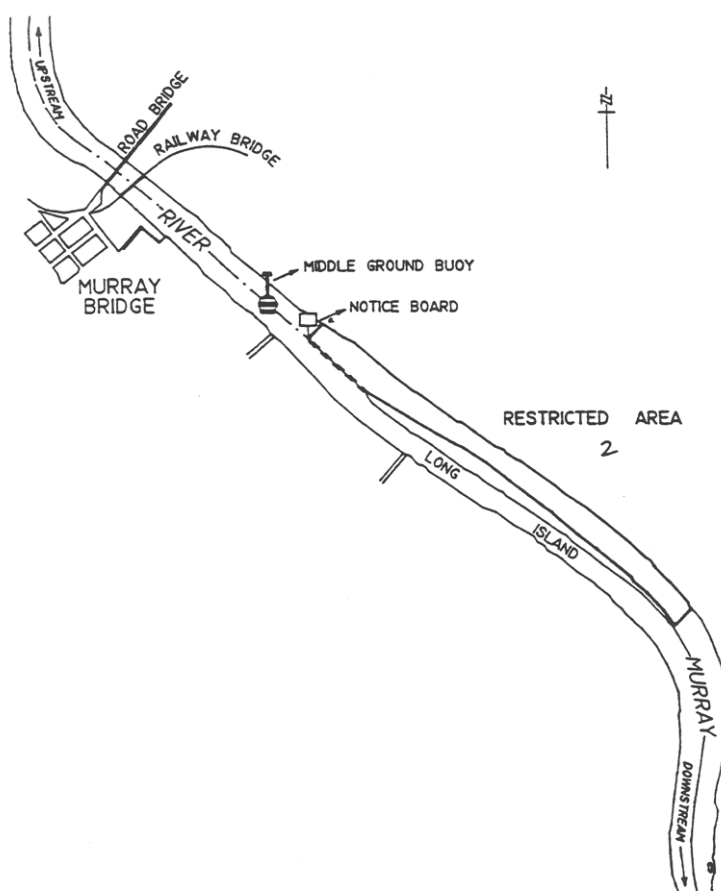 UPSTREAM
ROAD BRIDGE
RAILWAY BRIDGE
N
RIVER
MIDDLE GROUND BUOY
MURRAY
BRIDGE
NOTICE BOARD
RESTRICTED AREA
2
LONG
ISLAND
MURRAY
DOWNSTREAM